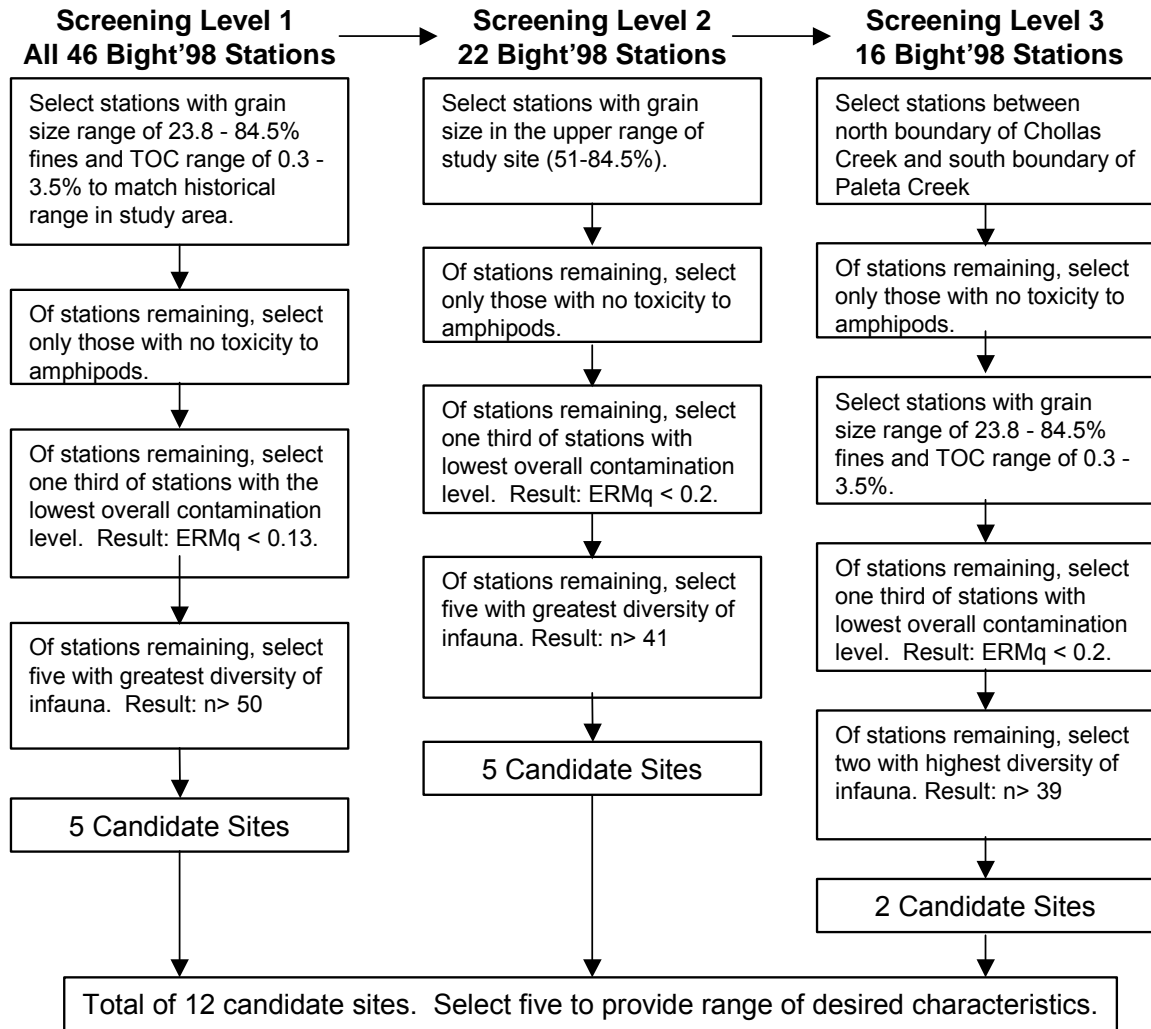 Screening Level 1
All 46 Bight'98 Stations
Select stations with grain
size range of 23.8 - 84.5%
fines and TOC range of 0.3 -
3.5% to match historical
range in study area.
Of stations remaining, select
only those with no toxicity to
amphipods.
Of stations remaining, select
one third of stations with the
lowest overall contamination
level.  Result: ERMq < 0.13.
Of stations remaining, select
five with greatest diversity of
infauna.  Result: n> 50
5 Candidate Sites
Screening Level 2
22 Bight'98 Stations
Select stations with grain
size in the upper range of
study site (51-84.5%).
Of stations remaining, select
only those with no toxicity to
amphipods.
Of stations remaining, select
one third of stations with
lowest overall contamination
level.  Result: ERMq < 0.2.
Of stations remaining, select
five with greatest diversity of
infauna. Result: n> 41
5 Candidate Sites
Screening Level 3
16 Bight'98 Stations
Select stations between
north boundary of Chollas
Creek and south boundary of
Paleta Creek
Of stations remaining, select
only those with no toxicity to
amphipods.
Select stations with grain
size range of 23.8 - 84.5%
fines and TOC range of 0.3 -
3.5%.
Of stations remaining, select
one third of stations with
lowest overall contamination
level.  Result: ERMq < 0.2.
Of stations remaining, select
two with highest diversity of
infauna. Result: n> 39
2 Candidate Sites
Total of 12 candidate sites.  Select five to provide range of desired characteristics.